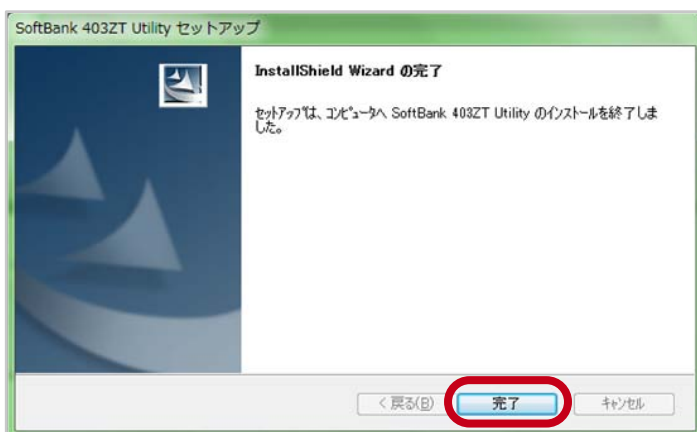 SoftBank 403ZT Utility セットアップ
InstallShield Wizard の完了
セットアップは、コンピュータへ SoftBank 403ZT Utility のインストールを終了しま
した。
< 戻る(B)
完了
キャンセル